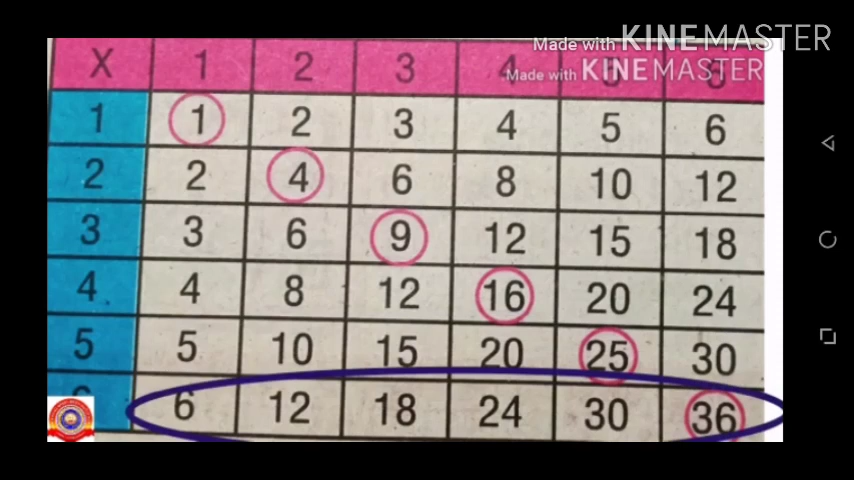 Made with KINEMASTER
Made with KINEMASTER
X 1 2 3 4 5 6
1 1 2 3 4 5 6
2 2 4 6 8 10 12
3 3 6 9 12 15 18
4 4 8 12 16 20 24
5 5 10 15 20 25 30
6 12 18 24 30 36